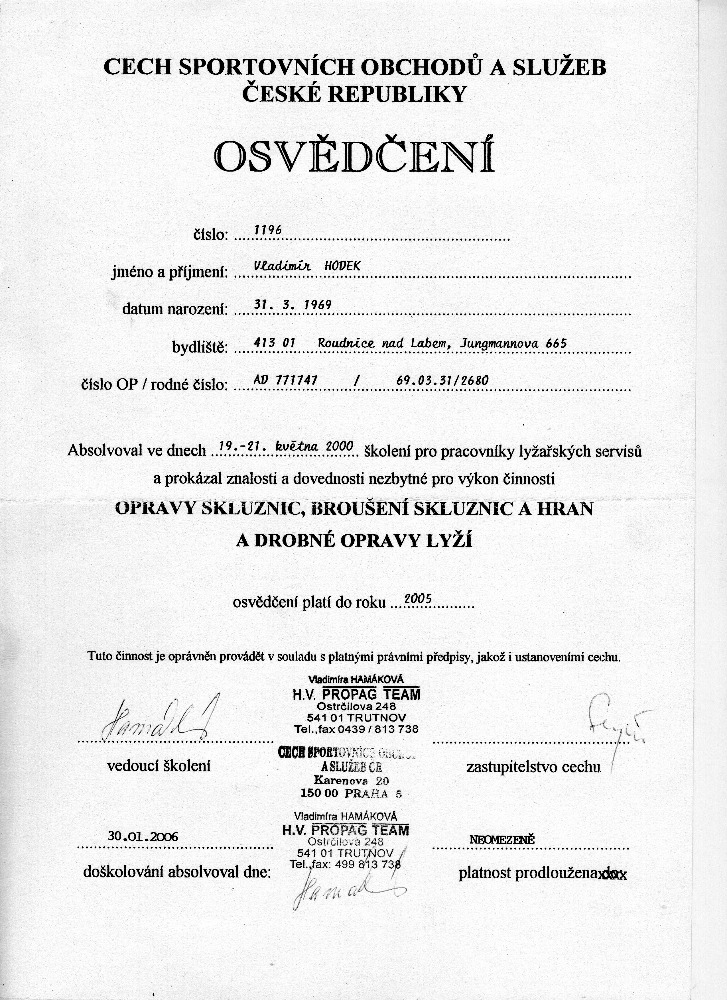 CECH SPORTOVNÍCH OBCHODŮ A SLUŽEB
ČESKÉ REPUBLIKY
OSVĚDČENÍ
číslo: 1196
jméno a příjmení: Vladimír HODEK
datum narození: 31. 3. 1969
bydliště: 413 01 Roudnice nad Labem, Jungmannova 665
číslo OP / rodné číslo: AD 771747 / 69.03.31/2680
Absolvoval ve dnech 19.-21. května 2000 školení pro pracovníky lyžařských servisů
a prokázal znalosti a dovednosti nezbytné pro výkon činnosti
OPRAVY SKLUZNIC, BROUŠENÍ SKLUZNIC A HRAN
A DROBNÉ OPRAVY LYŽÍ
osvědčení platí do roku 2005
Tuto činnost je oprávněn provádět v souladu s platnými právními předpisy, jakož i ustanoveními cechu.
Vladimíra HAMÁKOVÁ
H.V. PROPAG TEAM
Ostrčilova 248
541 01 TRUTNOV
Tel.,fax 0439 / 813 738
vedoucí školení
CECH SPORTOVNÍCH
A SLUŽEB ČR
Karenova 20
150 00 PRAHA 5
zastupitelstvo cechu
Vladimíra HAMÁKOVÁ
H.V. PROPAG TEAM
Ostrčilova 248
541 01 TRUTNOV
Tel.,fax: 499 813 738
30.01.2006
NEOMEZENĚ
doškolování absolvoval dne:
platnost prodloužena